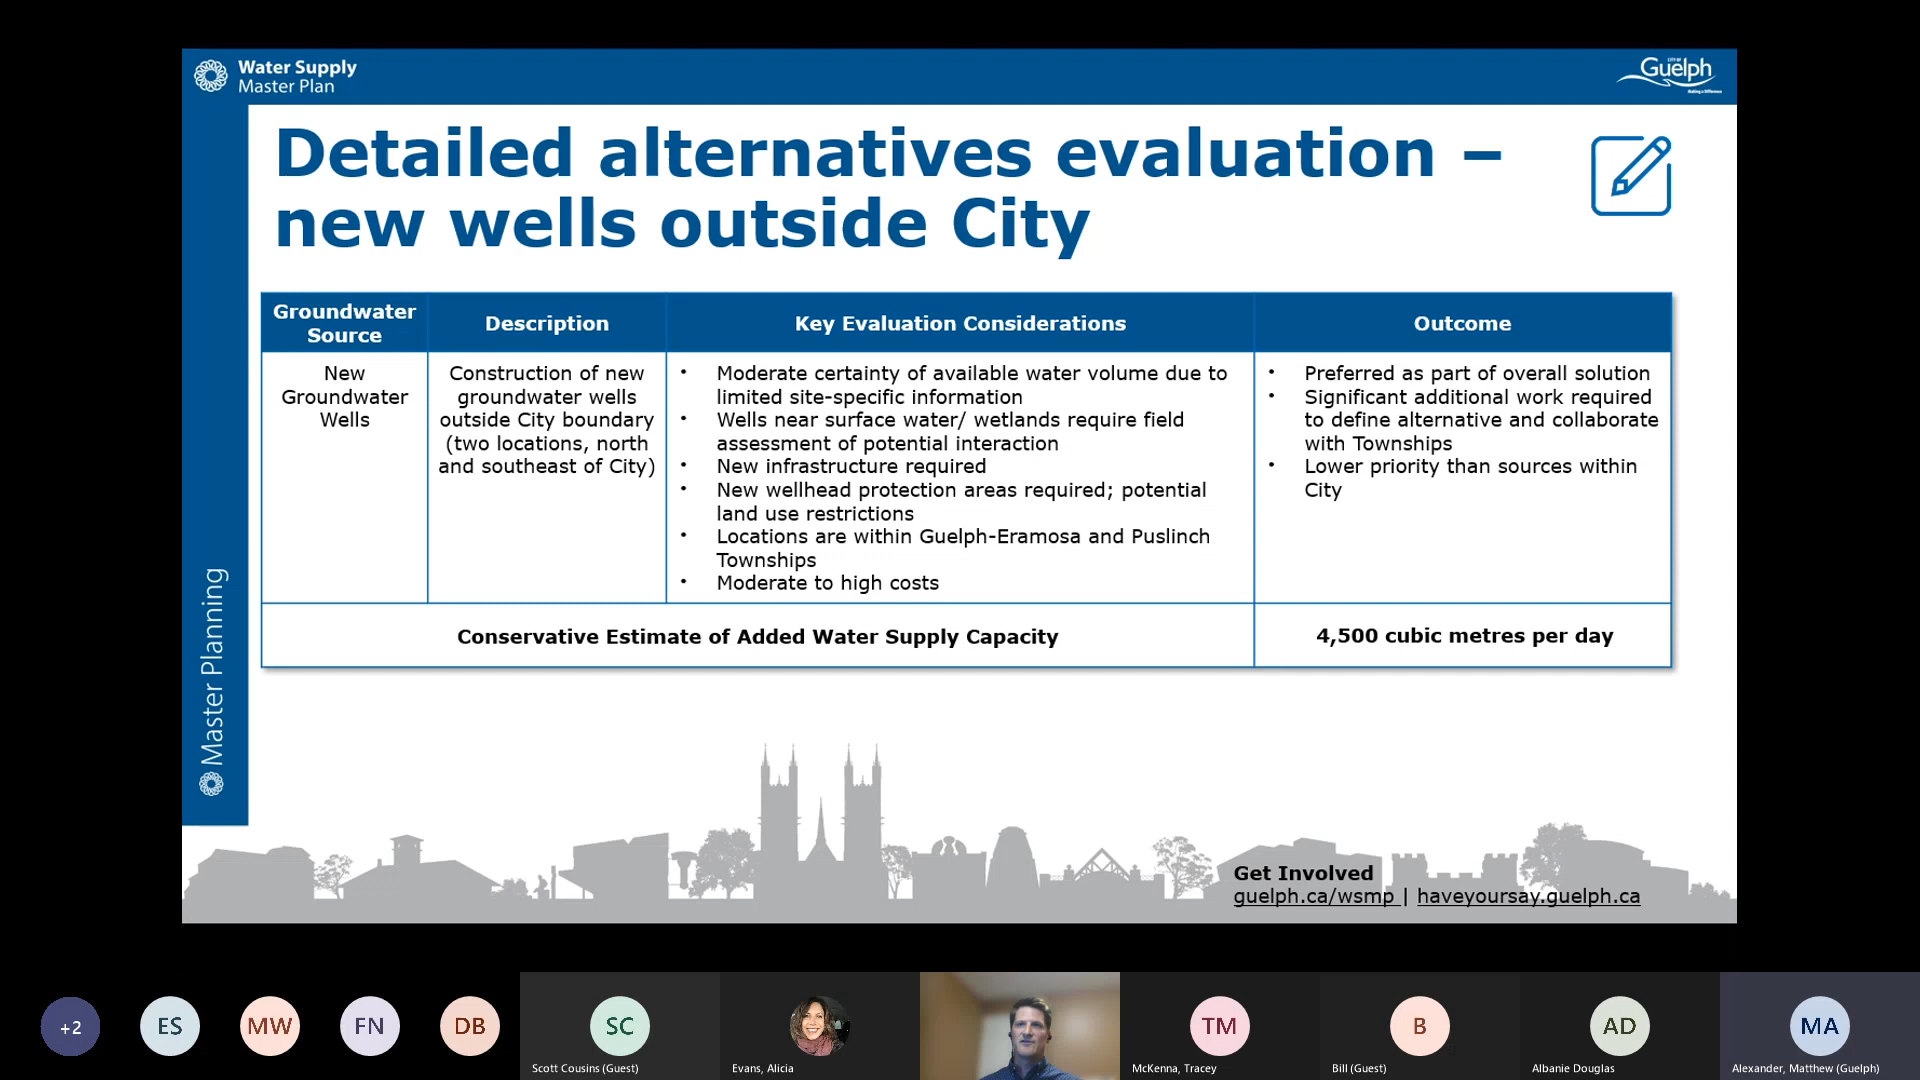 Water Supply
Master Plan
CITY OF
Guelph
Making a Difference
Detailed alternatives evaluation –
new wells outside City
Groundwater
Source
Description
Key Evaluation Considerations
Outcome
New
Groundwater
Wells
Construction of new
groundwater wells
outside City boundary
(two locations, north
and southeast of City)
• Moderate certainty of available water volume due to
limited site-specific information
• Wells near surface water/ wetlands require field
assessment of potential interaction
• New infrastructure required
• New wellhead protection areas required; potential
land use restrictions
• Locations are within Guelph-Eramosa and Puslinch
Townships
• Moderate to high costs
• Preferred as part of overall solution
• Significant additional work required
to define alternative and collaborate
with Townships
• Lower priority than sources within
City
Conservative Estimate of Added Water Supply Capacity
4,500 cubic metres per day
Master Planning
Get Involved
guelph.ca/wsmp | haveyoursay.guelph.ca
+2
ES
MW
FN
DB
SC
Scott Cousins (Guest)
Evans, Alicia
TM
McKenna, Tracey
B
Bill (Guest)
AD
Albanie Douglas
MA
Alexander, Matthew (Guelph)